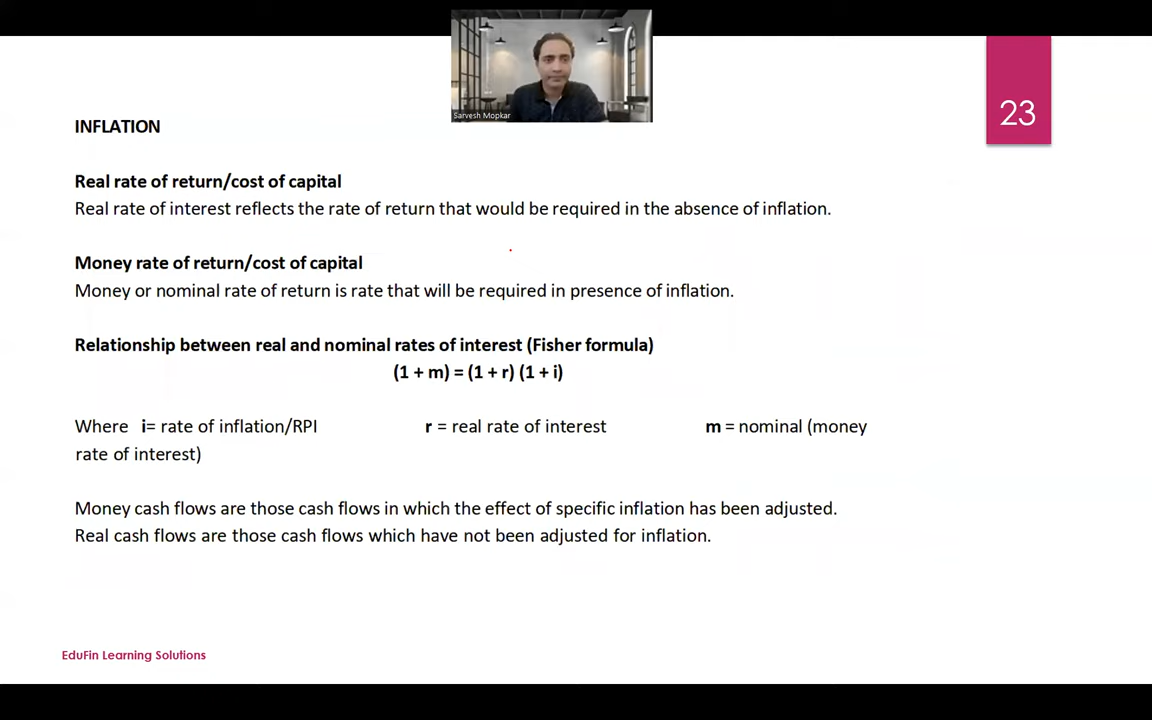 Sarvesh Mopkar
23
INFLATION
Real rate of return/cost of capital
Real rate of interest reflects the rate of return that would be required in the absence of inflation.
Money rate of return/cost of capital
Money or nominal rate of return is rate that will be required in presence of inflation.
Relationship between real and nominal rates of interest (Fisher formula)
(1 + m) = (1 + r) (1 + i)
Where i= rate of inflation/RPI r = real rate of interest m = nominal (money
rate of interest)
Money cash flows are those cash flows in which the effect of specific inflation has been adjusted.
Real cash flows are those cash flows which have not been adjusted for inflation.
EduFin Learning Solutions